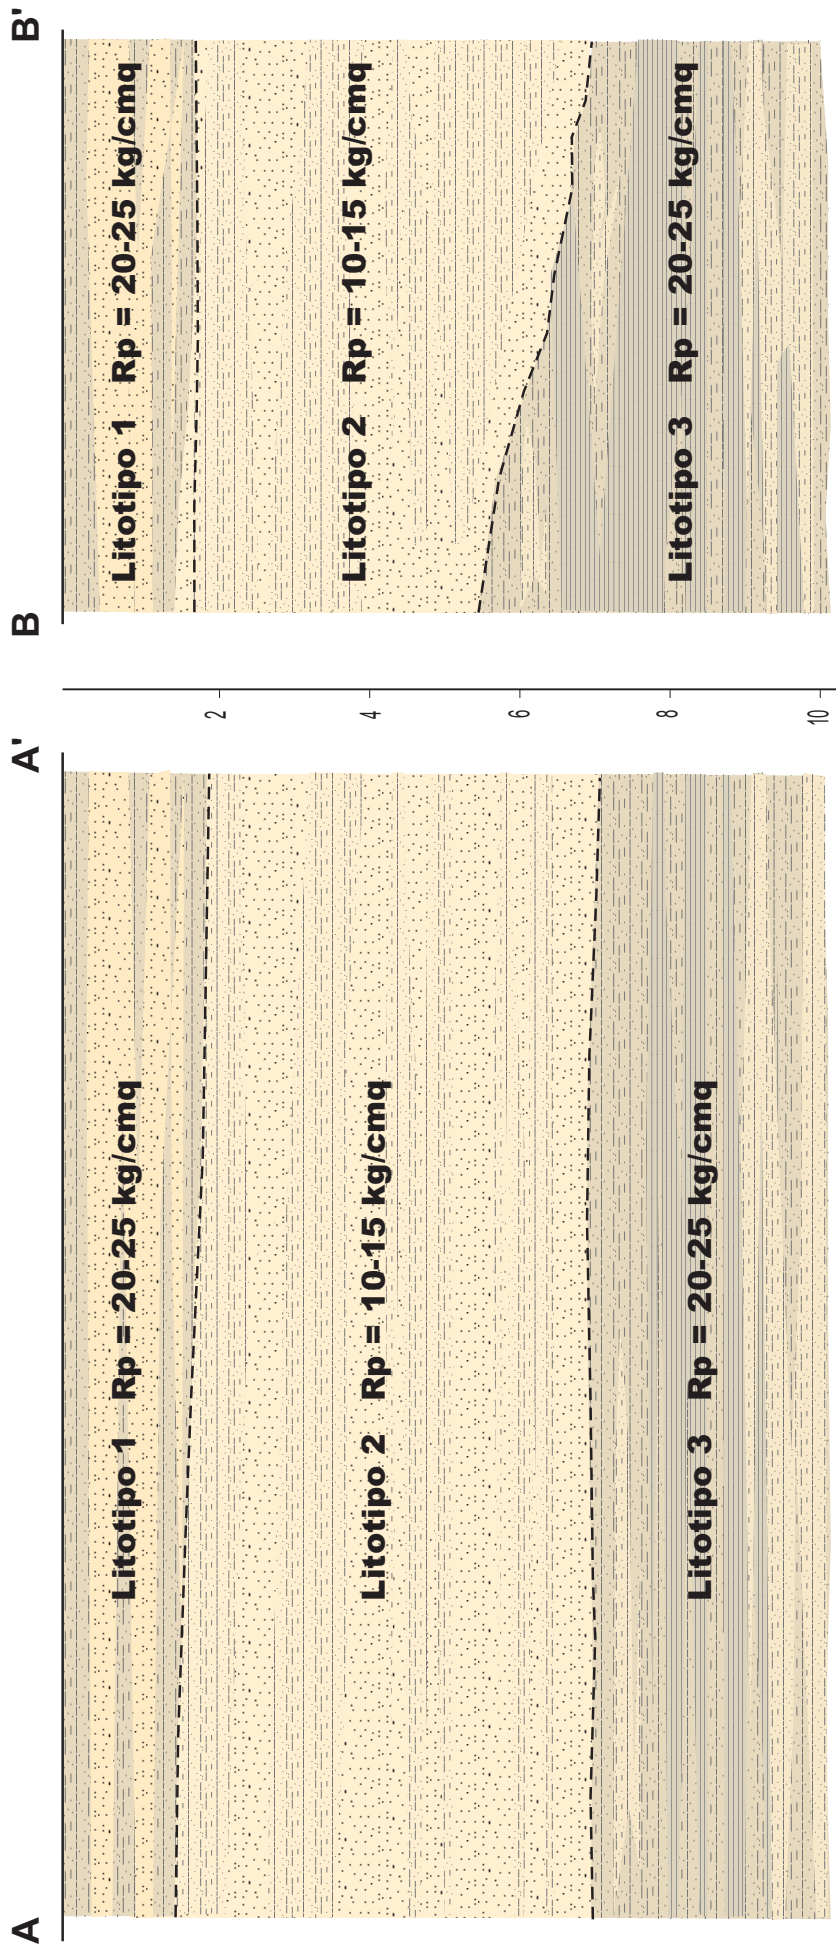 A
A'
B
B'
Litotipo 1 Rp = 20-25 kg/cmq
Litotipo 2 Rp = 10-15 kg/cmq
Litotipo 3 Rp = 20-25 kg/cmq
2
4
6
8
10
Litotipo 1 Rp = 20-25 kg/cmq
Litotipo 2 Rp = 10-15 kg/cmq
Litotipo 3 Rp = 20-25 kg/cmq